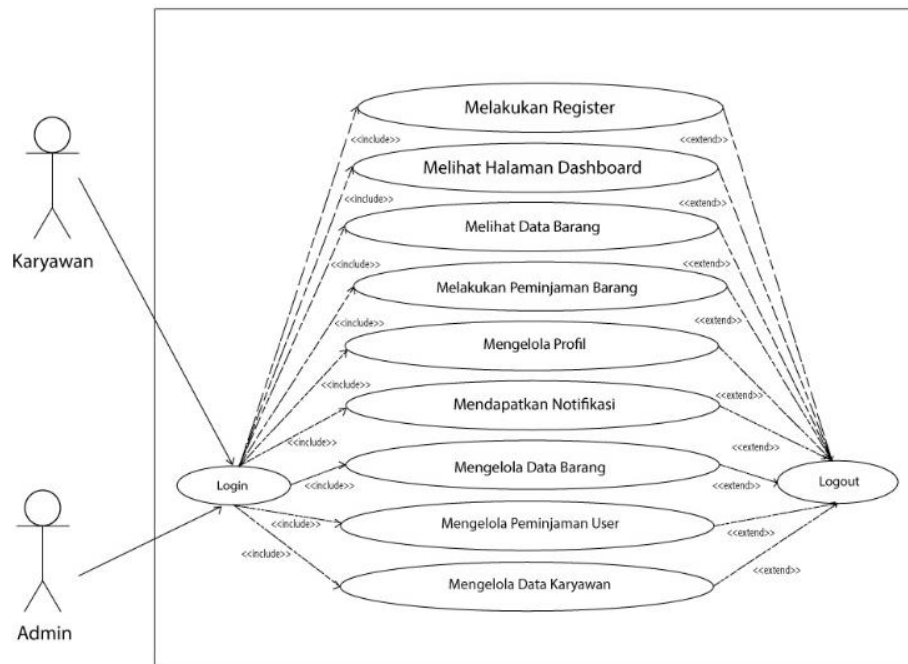 Melakukan Register
<<include>>
<<extend>>
Melihat Halaman Dashboard
<<include>>
<<extend>>
Melihat Data Barang
<<include>>
<<extend>>
Karyawan
Melakukan Peminjaman Barang
<<include>>
<<extend>>
Mengelola Profil
<<include>>
<<extend>>
Mendapatkan Notifikasi
<<include>>
<<extend>>
Mengelola Data Barang
Login
<<include>>
<<extend>>
Logout
Mengelola Peminjaman User
<<include>>
<<extend>>
<<include>>
<<extend>>
Mengelola Data Karyawan
Admin